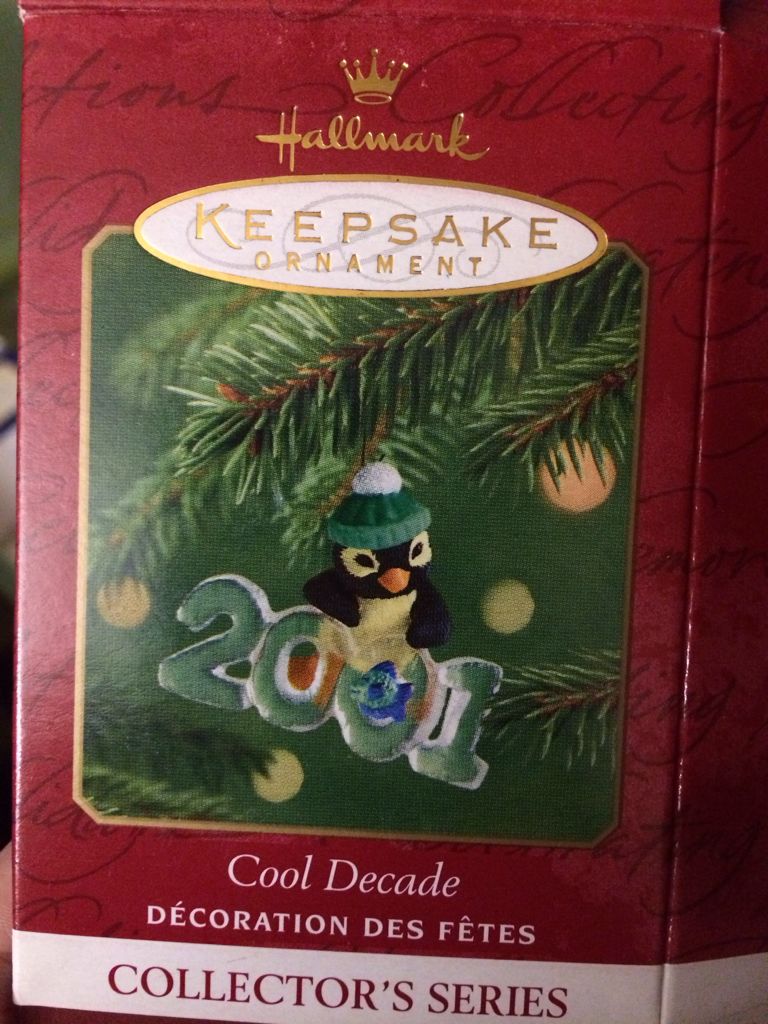 Hallmark
KEEPSAKE
ORNAMENT
2001
Cool Decade
DÉCORATION DES FÊTES
COLLECTOR'S SERIES